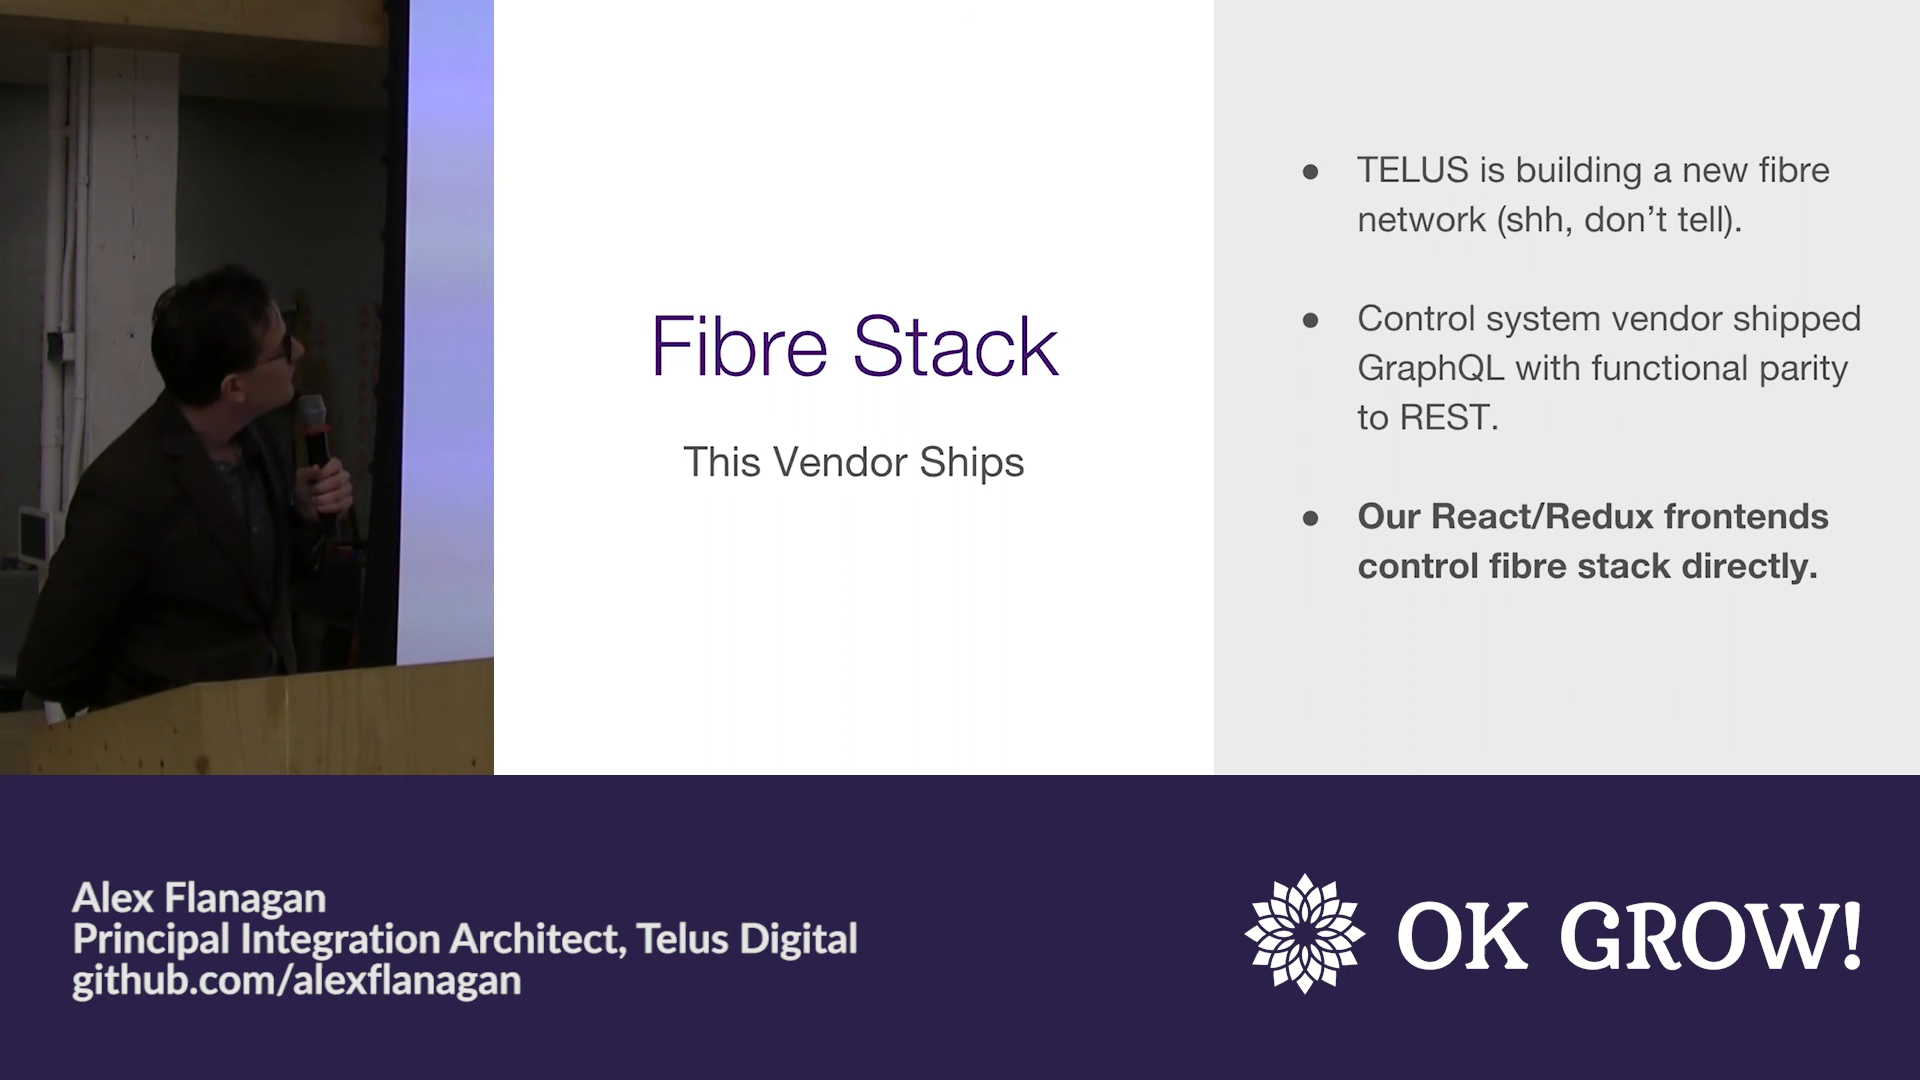 Fibre Stack
This Vendor Ships
● TELUS is building a new fibre
network (shh, don’t tell).
● Control system vendor shipped
GraphQL with functional parity
to REST.
● Our React/Redux frontends
control fibre stack directly.
Alex Flanagan
Principal Integration Architect, Telus Digital
github.com/alexflanagan
OK GROW!